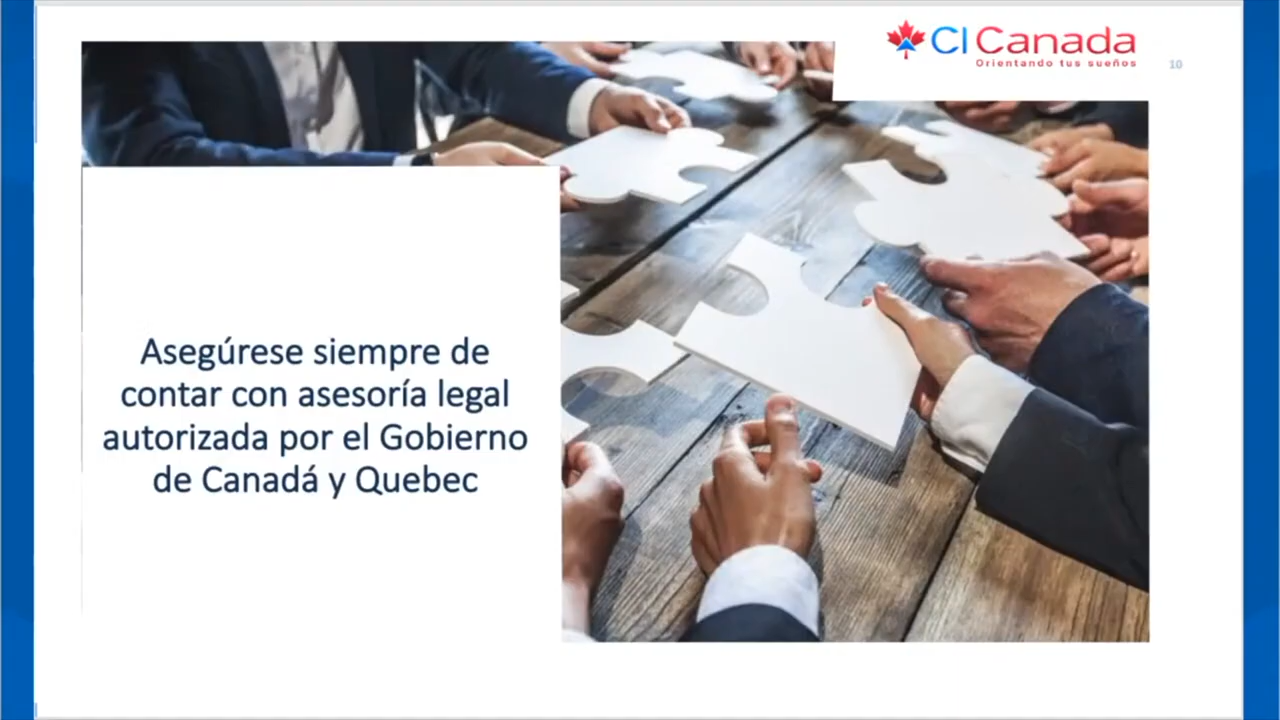 CI Canada
Orientando tus sueños
10
Asegúrese siempre de
contar con asesoría legal
autorizada por el Gobierno
de Canadá y Quebec